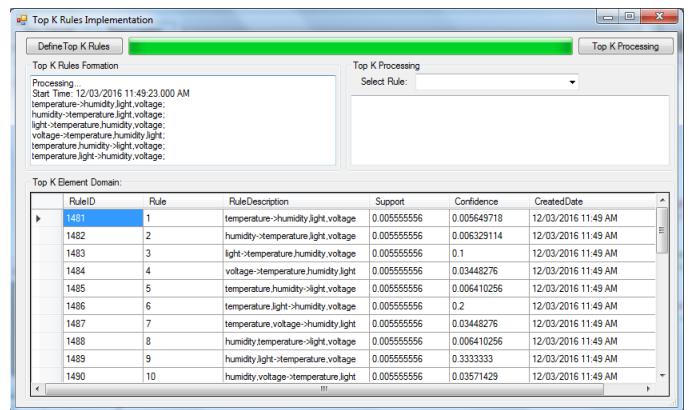 Top K Rules Implementation
DefineTop K Rules
Top K Processing
Top K Rules Formation
Processing...
Start Time: 12/03/2016 11:49:23.000 AM
temperature->humidity,light,voltage;
humidity->temperature,light,voltage;
light->temperature,humidity,voltage;
voltage->temperature,humidity,light;
temperature,humidity->light,voltage;
temperature,light->humidity,voltage;
Top K Processing
Select Rule:
Top K Element Domain:
RuleID Rule RuleDescription Support Confidence CreatedDate
1481 1 temperature->humidity,light,voltage 0.005555556 0.005649718 12/03/2016 11:49 AM
1482 2 humidity->temperature,light,voltage 0.005555556 0.006329114 12/03/2016 11:49 AM
1483 3 light->temperature,humidity,voltage 0.005555556 0.1 12/03/2016 11:49 AM
1484 4 voltage->temperature,humidity,light 0.005555556 0.03448276 12/03/2016 11:49 AM
1485 5 temperature,humidity->light,voltage 0.005555556 0.006410256 12/03/2016 11:49 AM
1486 6 temperature,light->humidity,voltage 0.005555556 0.2 12/03/2016 11:49 AM
1487 7 temperature,voltage->humidity,light 0.005555556 0.03448276 12/03/2016 11:49 AM
1488 8 humidity,temperature->light,voltage 0.005555556 0.006410256 12/03/2016 11:49 AM
1489 9 humidity,light->temperature,voltage 0.005555556 0.3333333 12/03/2016 11:49 AM
1490 10 humidity,voltage->temperature,light 0.005555556 0.03571429 12/03/2016 11:49 AM